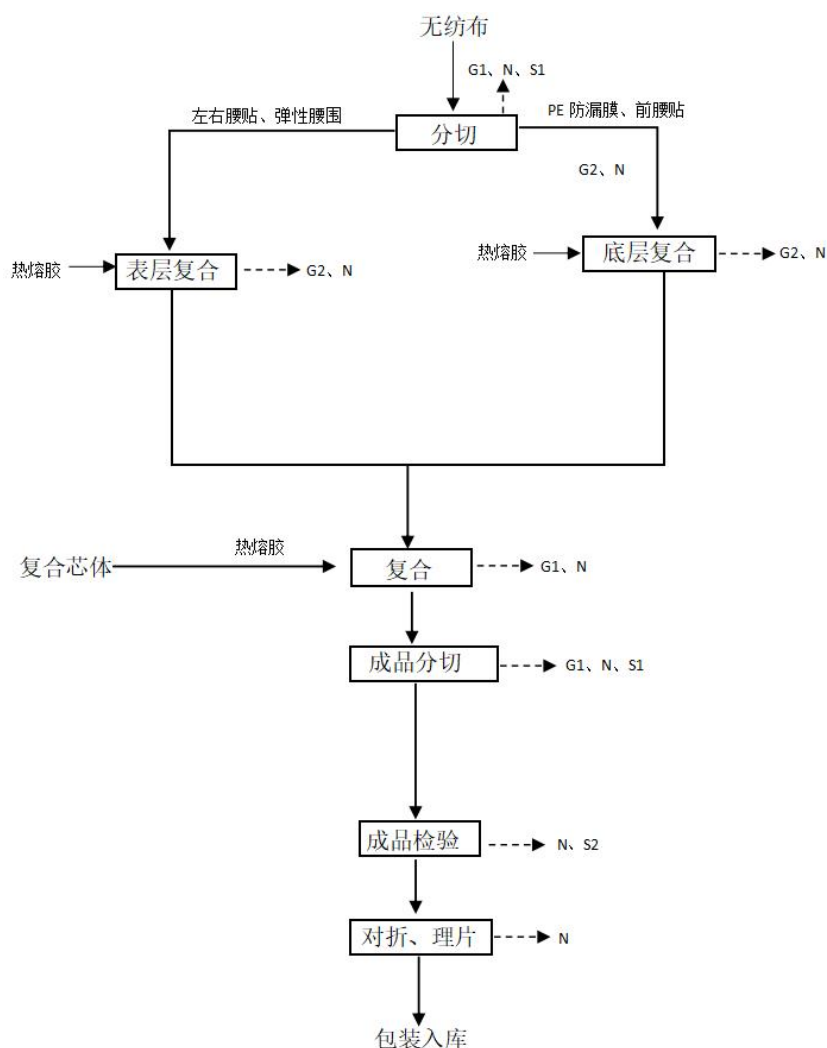 无纺布
G1、N、S1
左右腰贴、弹性腰围
PE 防漏膜、前腰贴
分切
G2、N
热熔胶
表层复合
G2、N
热熔胶
底层复合
G2、N
复合芯体
热熔胶
复合
G1、N
成品分切
G1、N、S1
成品检验
N、S2
对折、理片
N
包装入库